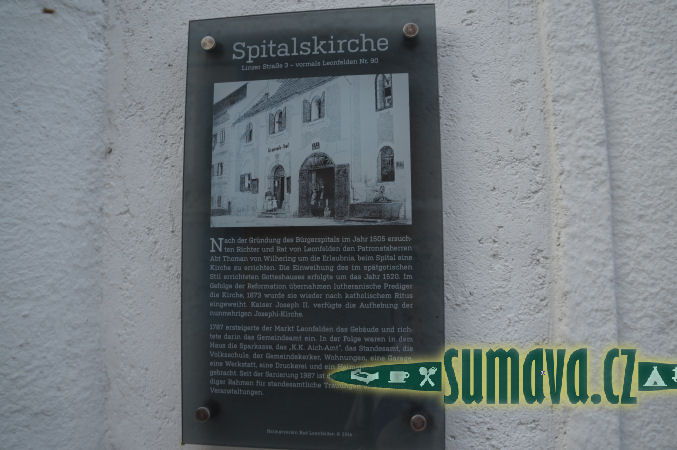 Spitalskirche
Linzer Straße 3 – vormals Leonfelden Nr. 90
Nach der Gründung des Bürgerspitals im Jahr 1505 ersuch-
ten Richter und Rat von Leonfelden den Patronatsherren
Abt Thoman von Wilhering um die Erlaubnis, beim Spital eine
Kirche zu errichten. Die Einweihung des im spätgotischen
Stil errichteten Gotteshauses erfolgte um das Jahr 1520. Im
Gefolge der Reformation übernahmen lutheranische Prediger
die Kirche, 1673 wurde sie wieder nach katholischem Ritus
eingeweiht. Kaiser Joseph II. verfügte die Aufhebung der
nunmehrigen Josephi-Kirche.
1787 ersteigerte der Markt Leonfelden das Gebäude und rich-
tete darin das Gemeindeamt ein. In der Folge waren in dem
Haus die Sparkasse, das „K.K. Aich-Amt“, das Standesamt, die
Volksschule, der Gemeindekerker, Wohnungen, eine Garage,
eine Werkstatt, eine Druckerei und ein
gebracht. Seit der Sanierung 1987 ist
diger Rahmen für standesamtliche Trauungen
Veranstaltungen.
Heimatverein Bad Leonfelden, © 2014
sumava.cz